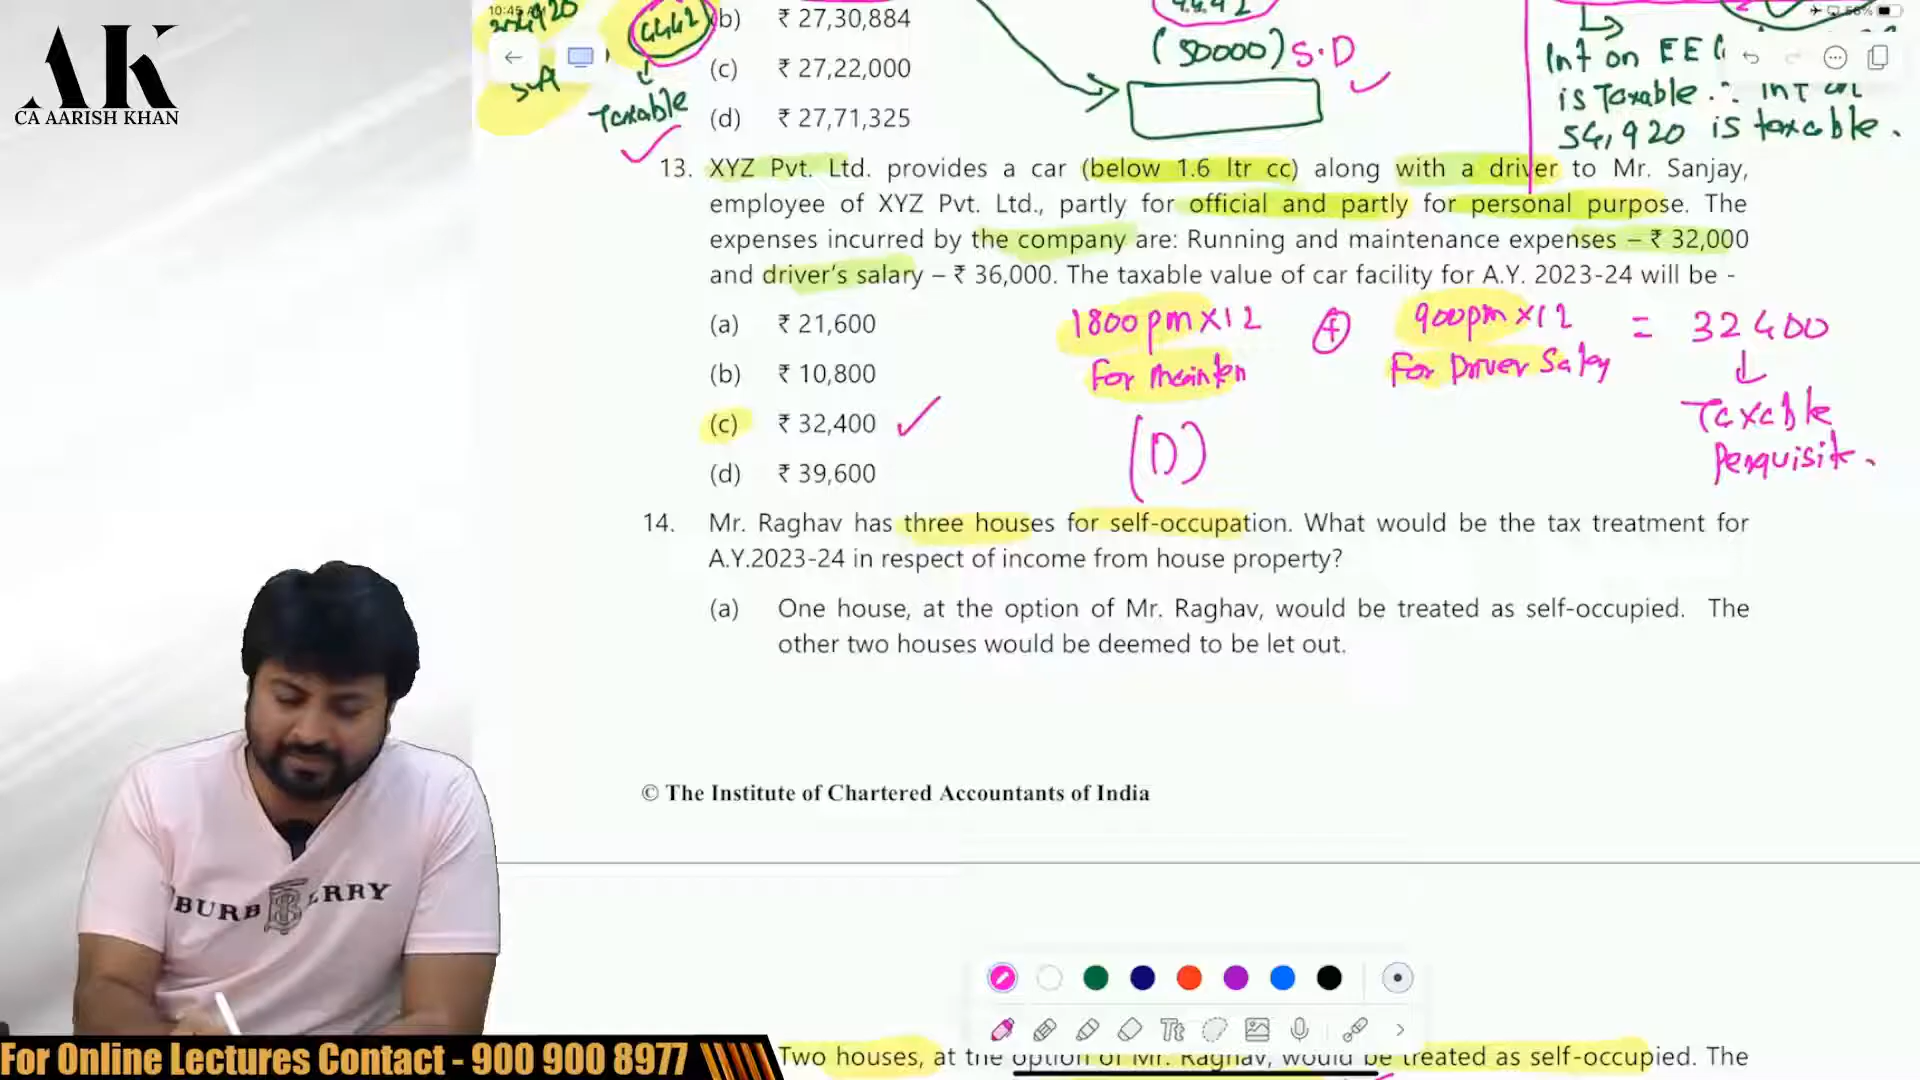 AK
CA AARISH KHAN
10:45
4442
Taxable
(b) ₹ 27,30,884
(c) ₹ 27,22,000
(d) ₹ 27,71,325
(50000) S.D
Int on EE
is Taxable ∴ Int on
54,920 is taxable.
13. XYZ Pvt. Ltd. provides a car (below 1.6 ltr cc) along with a driver to Mr. Sanjay,
employee of XYZ Pvt. Ltd., partly for official and partly for personal purpose. The
expenses incurred by the company are: Running and maintenance expenses – ₹ 32,000
and driver's salary – ₹ 36,000. The taxable value of car facility for A.Y. 2023-24 will be -
(a) ₹ 21,600
(b) ₹ 10,800
(c) ₹ 32,400
(d) ₹ 39,600
1800pm×12 + 900pm×12 = 32400
For Mainten For Driver Salary
Taxable
Perquisite.
(D)
14. Mr. Raghav has three houses for self-occupation. What would be the tax treatment for
A.Y.2023-24 in respect of income from house property?
(a) One house, at the option of Mr. Raghav, would be treated as self-occupied. The
other two houses would be deemed to be let out.
© The Institute of Chartered Accountants of India
BURBERRY
Tt
Two houses, at the option of Mr. Raghav, would be treated as self-occupied. The
For Online Lectures Contact - 900 900 8977